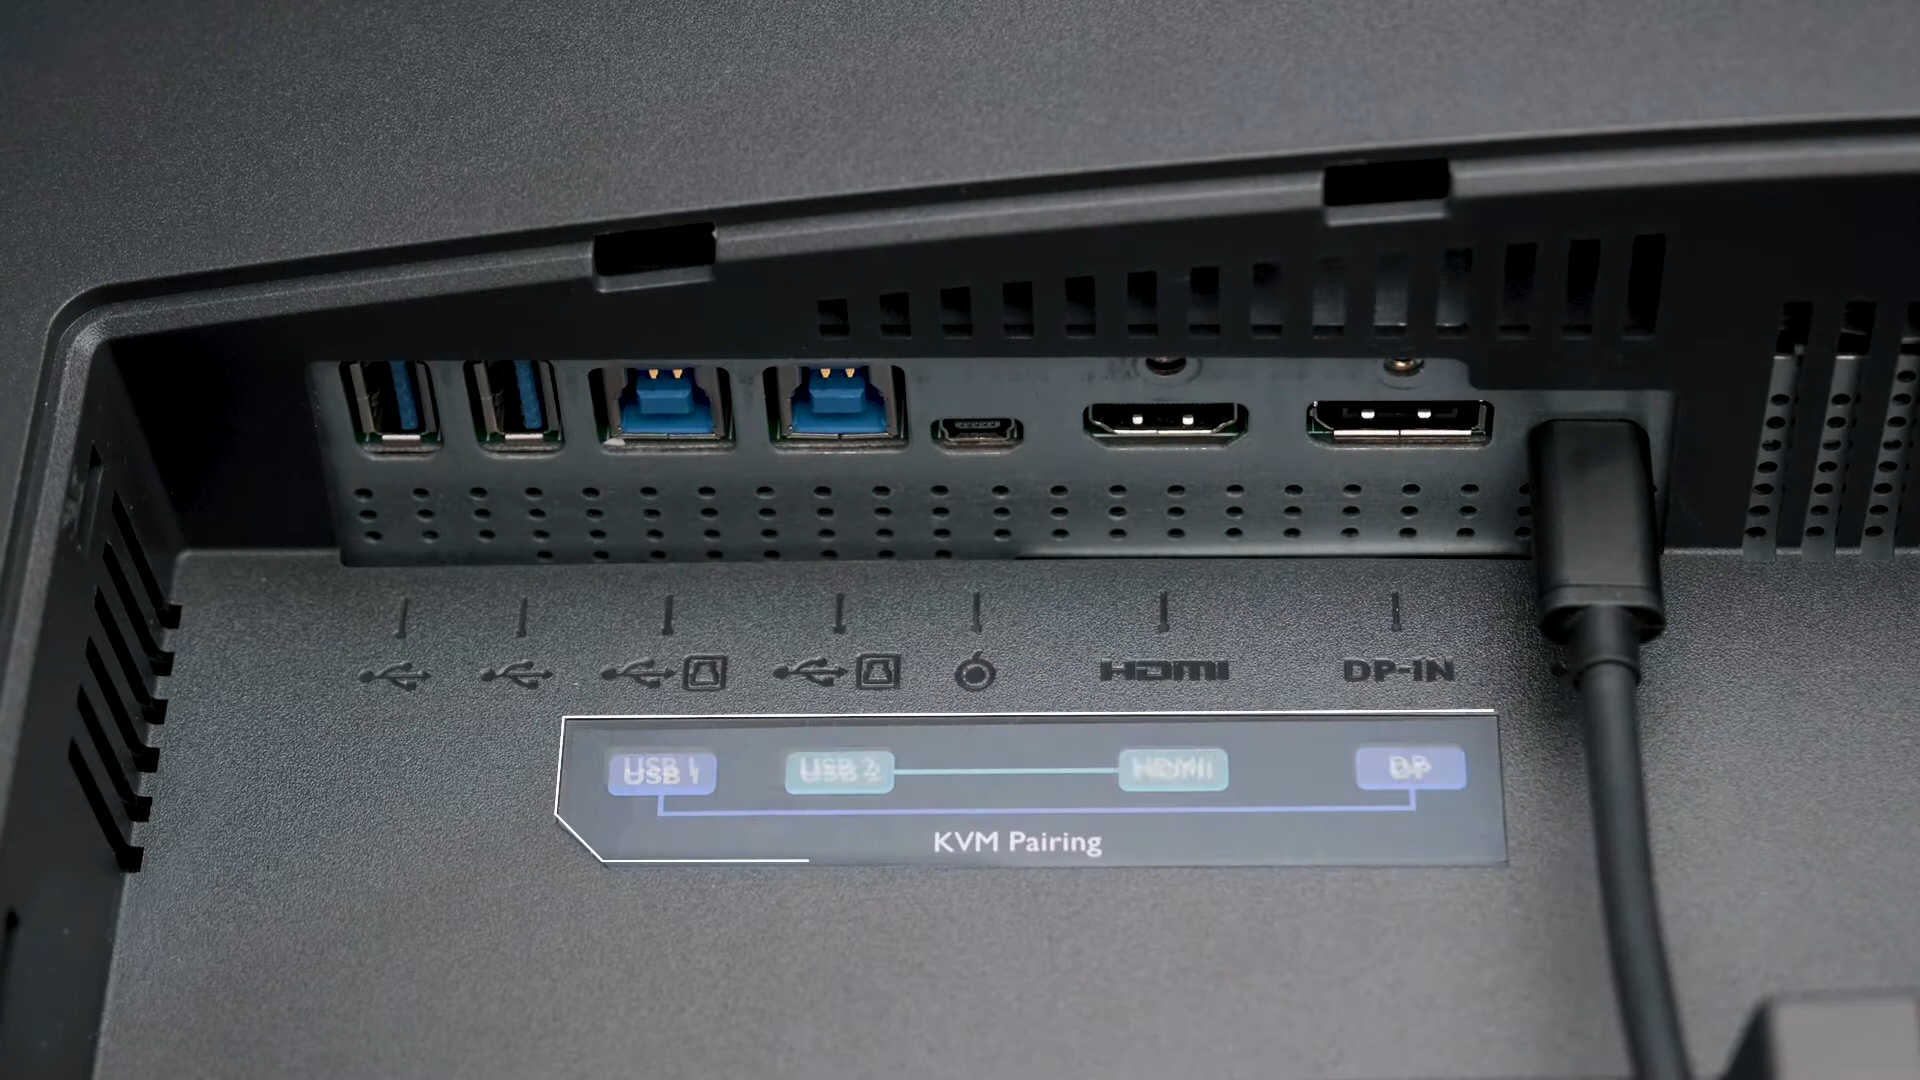 HDMI
DP-IN
USB 1
USB 2
HDMI
DP
KVM Pairing